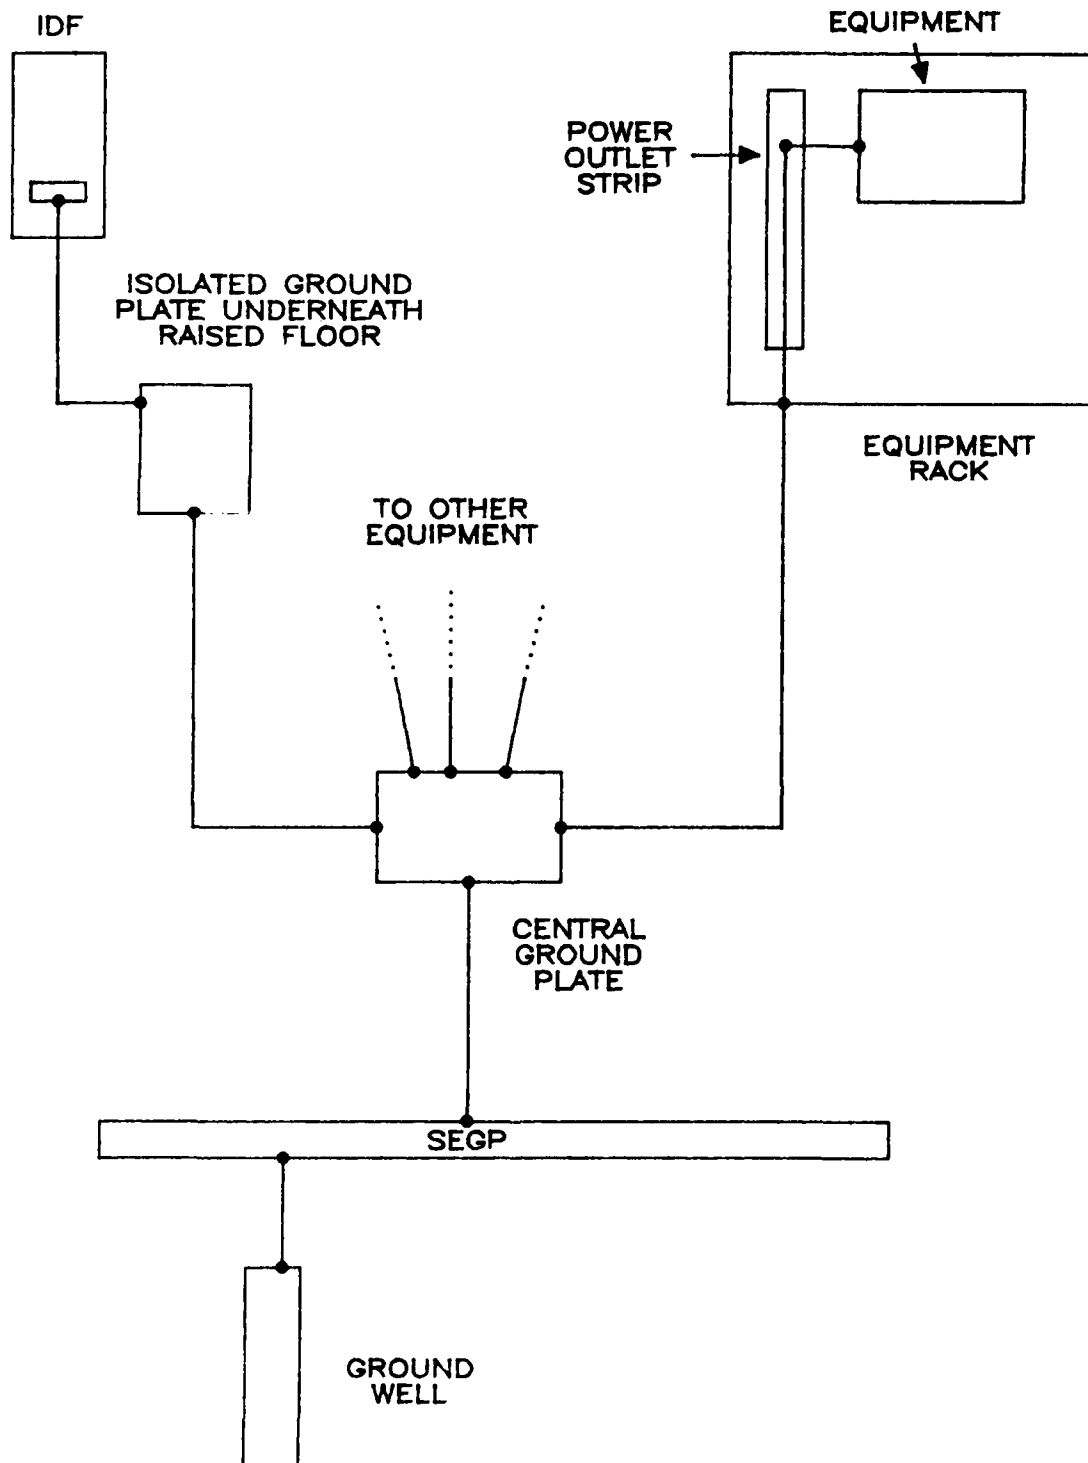 IDF
EQUIPMENT
POWER
OUTLET
STRIP
ISOLATED GROUND
PLATE UNDERNEATH
RAISED FLOOR
EQUIPMENT
RACK
TO OTHER
EQUIPMENT
CENTRAL
GROUND
PLATE
SEGP
GROUND
WELL